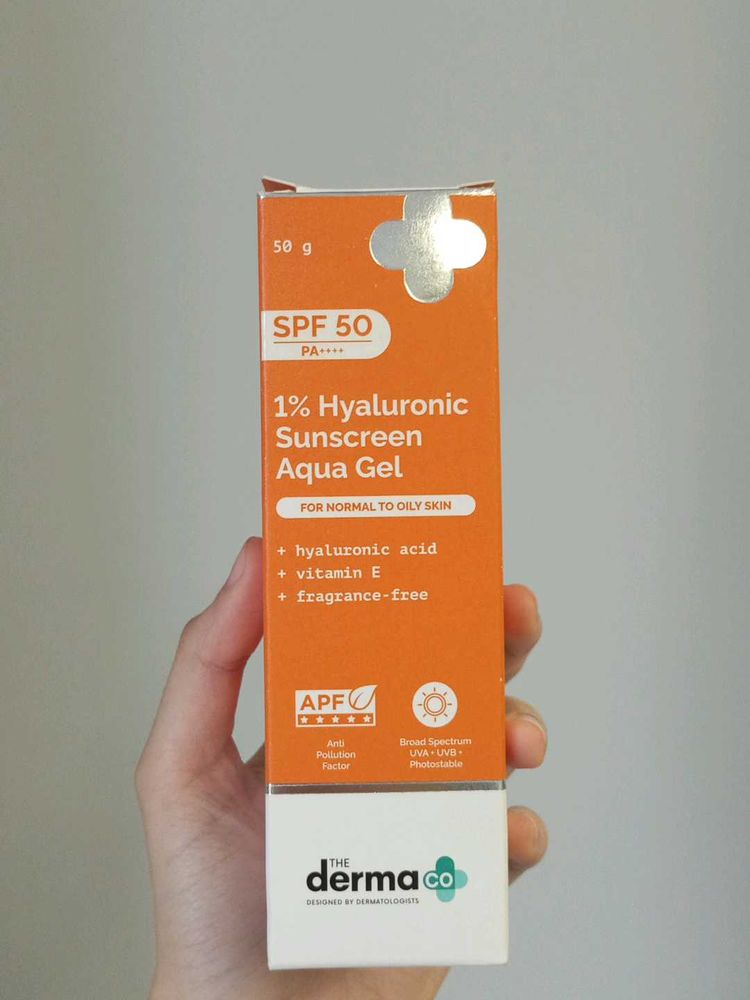 50 g
SPF 50
PA++++
1% Hyaluronic
Sunscreen
Aqua Gel
FOR NORMAL TO OILY SKIN
+ hyaluronic acid
+ vitamin E
+ fragrance-free
APF
Anti
Pollution
Factor
Broad Spectrum
UVA + UVB +
Photostable
THE
derma co
DESIGNED BY DERMATOLOGISTS